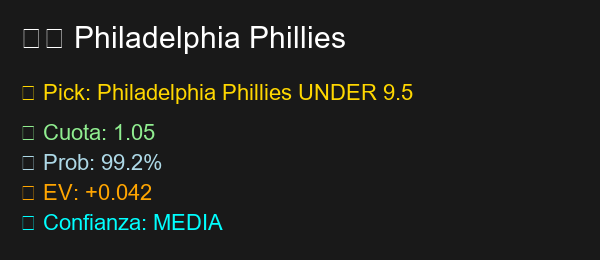 Philadelphia Phillies
Pick: Philadelphia Phillies UNDER 9.5
Cuota: 1.05
Prob: 99.2%
EV: +0.042
Confianza: MEDIA